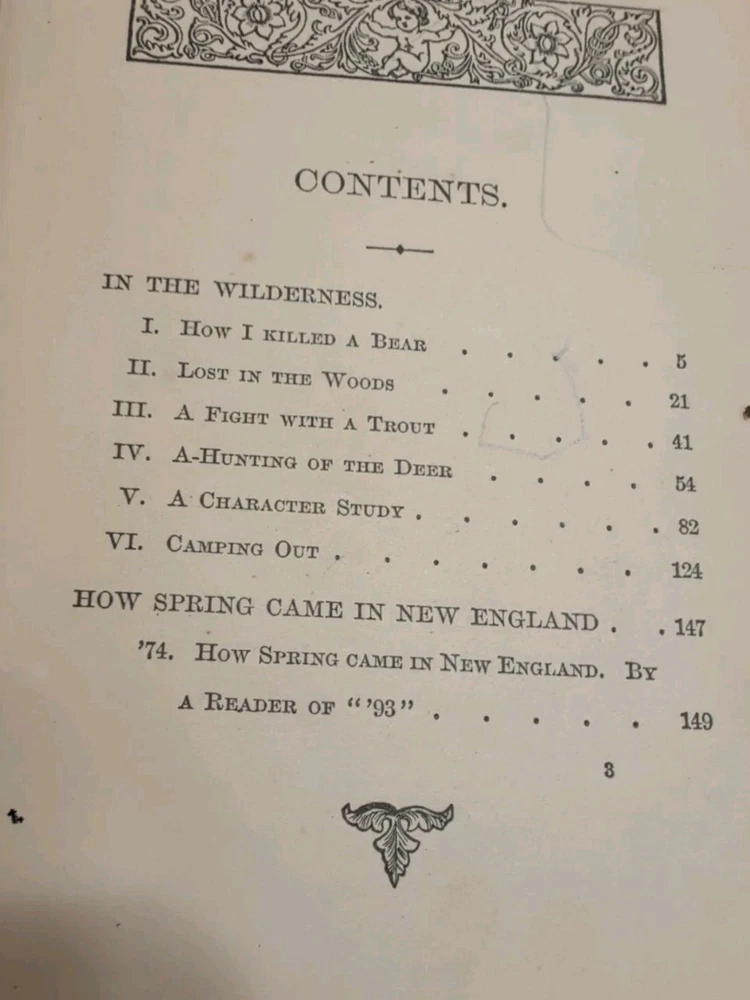 CONTENTS.
IN THE WILDERNESS.
I. HOW I KILLED A BEAR . . . . . 5
II. LOST IN THE WOODS . . . . . 21
III. A FIGHT WITH A TROUT . . . . . 41
IV. A-HUNTING OF THE DEER . . . . 54
V. A CHARACTER STUDY . . . . . . 82
VI. CAMPING OUT . . . . . . . 124
HOW SPRING CAME IN NEW ENGLAND . . 147
'74. HOW SPRING CAME IN NEW ENGLAND. BY
A READER OF "'93" . . . . . 149
3